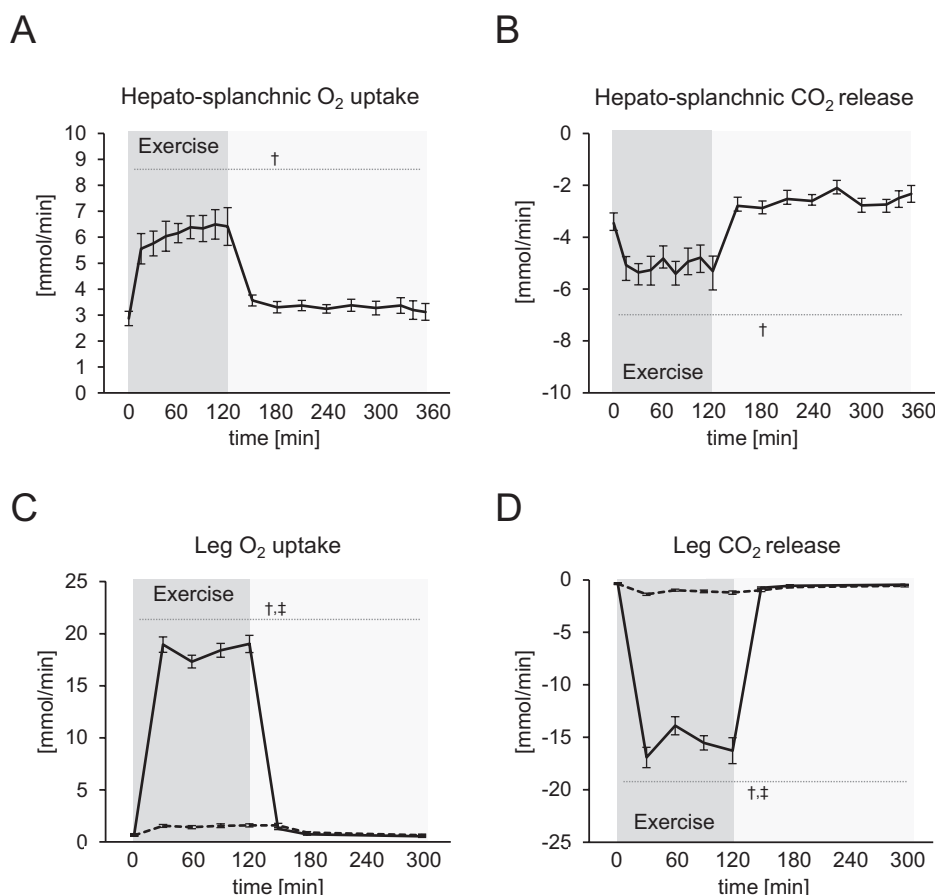 A
Hepato-splanchnic O₂ uptake
[mmol/min]
10
9
8
7
6
5
4
3
2
1
0
Exercise
†
0 60 120 180 240 300 360
time [min]
B
Hepato-splanchnic CO₂ release
[mmol/min]
-0
-2
-4
-6
-8
-10
†
Exercise
0 60 120 180 240 300 360
time [min]
C
Leg O₂ uptake
[mmol/min]
25
20
15
10
5
0
Exercise
†,‡
0 60 120 180 240 300
time [min]
D
Leg CO₂ release
[mmol/min]
0
-5
-10
-15
-20
-25
†,‡
Exercise
0 60 120 180 240 300
time [min]